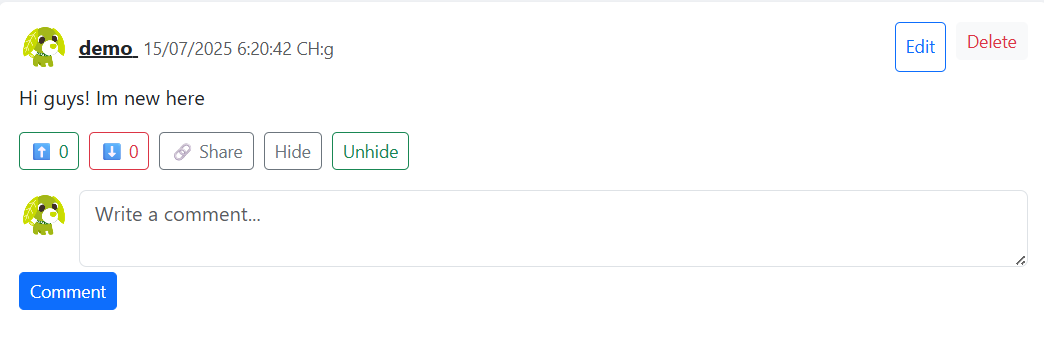 demo 15/07/2025 6:20:42 CH:g Edit Delete
Hi guys! Im new here
0 0 Share Hide Unhide
Write a comment...
Comment